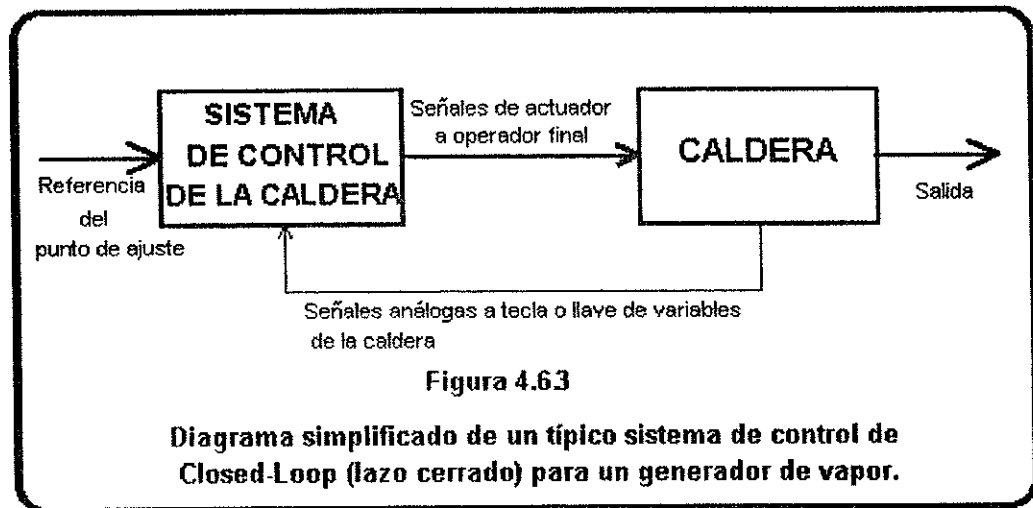 SISTEMA
DE CONTROL
DE LA CALDERA
Señales de actuador
a operador final
CALDERA
Referencia
del
punto de ajuste
Salida
Señales análogas a tecla o llave de variables
de la caldera
Figura 4.6.3
Diagrama simplificado de un típico sistema de control de
Closed-Loop (lazo cerrado) para un generador de vapor.